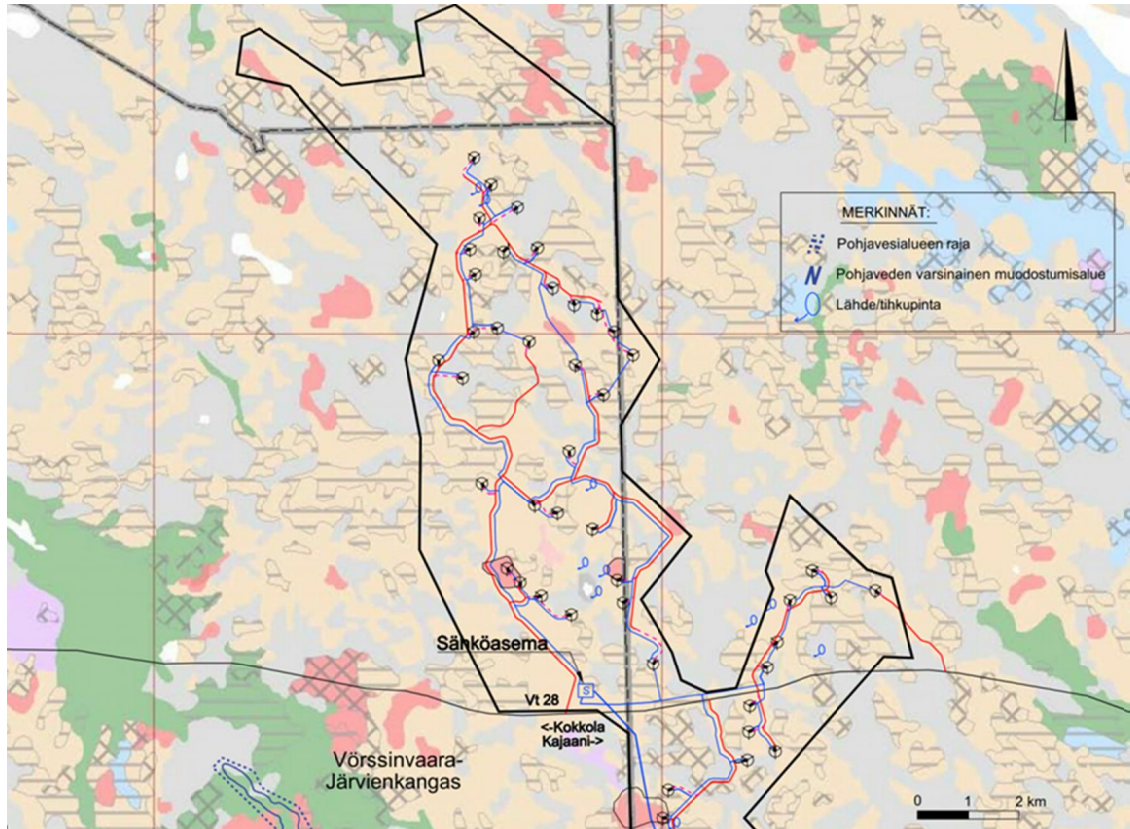 MERKINNÄT:
Pohjavesialueen raja
Pohjaveden varsinainen muodostumisalue
Lähde/tihkupinta
Sähköasema
S
Vt 28
<-Kokkola
Kajaani->
Vörssinvaara-
Järvienkangas
0 1 2 km